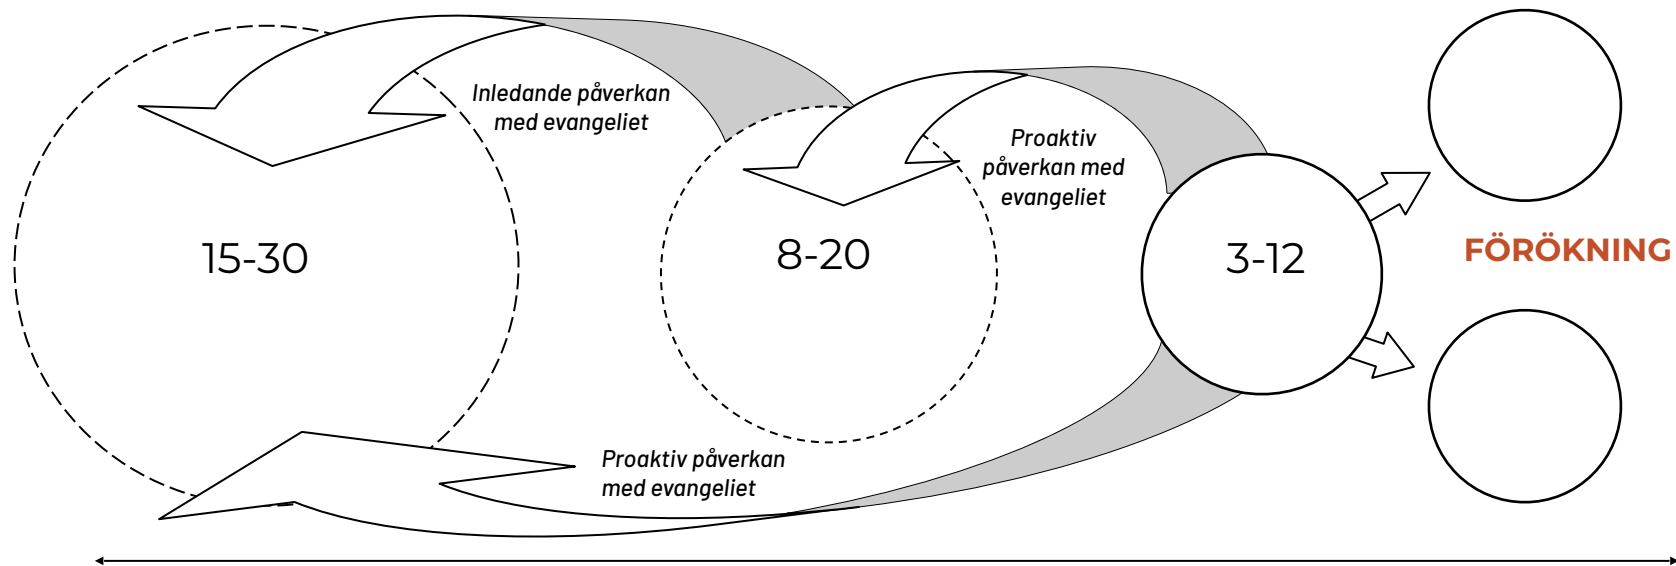 Inledande påverkan
med evangeliet
Proaktiv
påverkan med
evangeliet
15-30
8-20
3-12
FÖRÖKNING
Proaktiv påverkan
med evangeliet